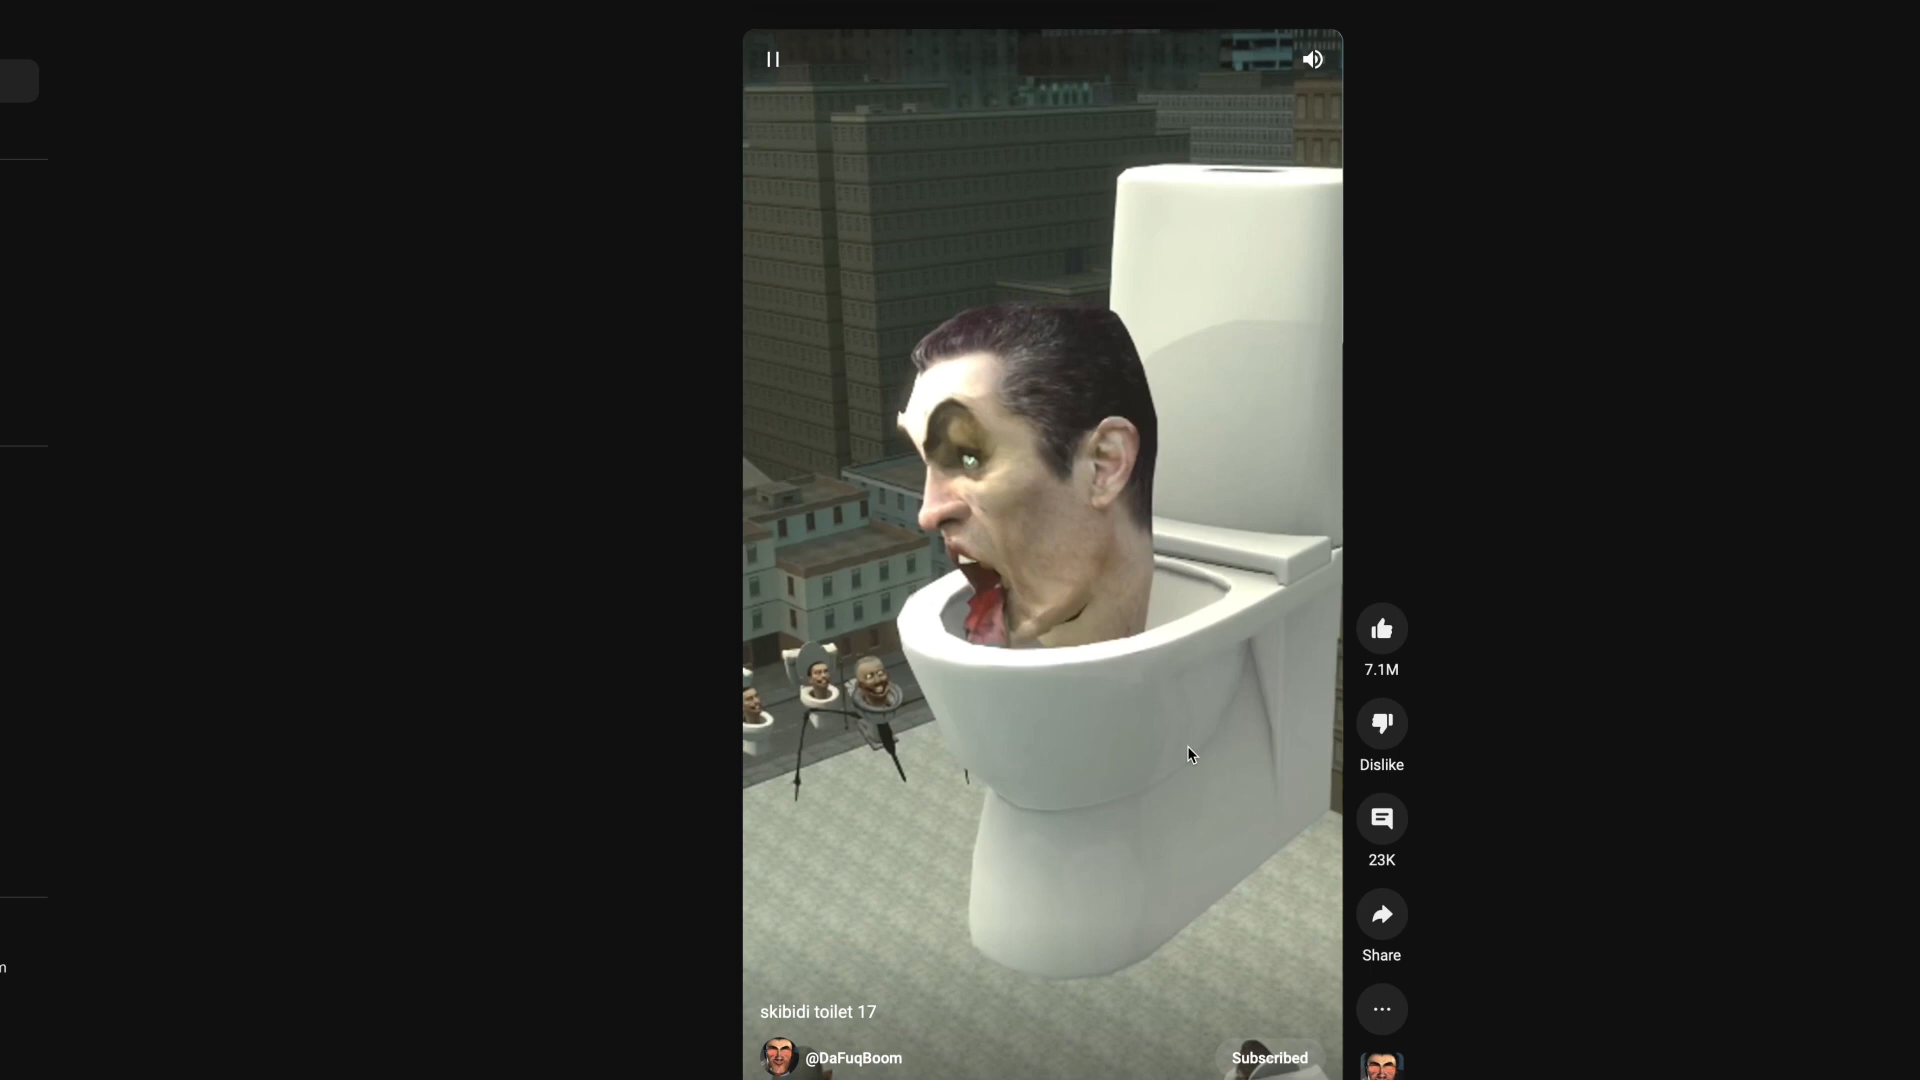 7.1M
Dislike
23K
Share
skibidi toilet 17
@DaFuqBoom
Subscribed